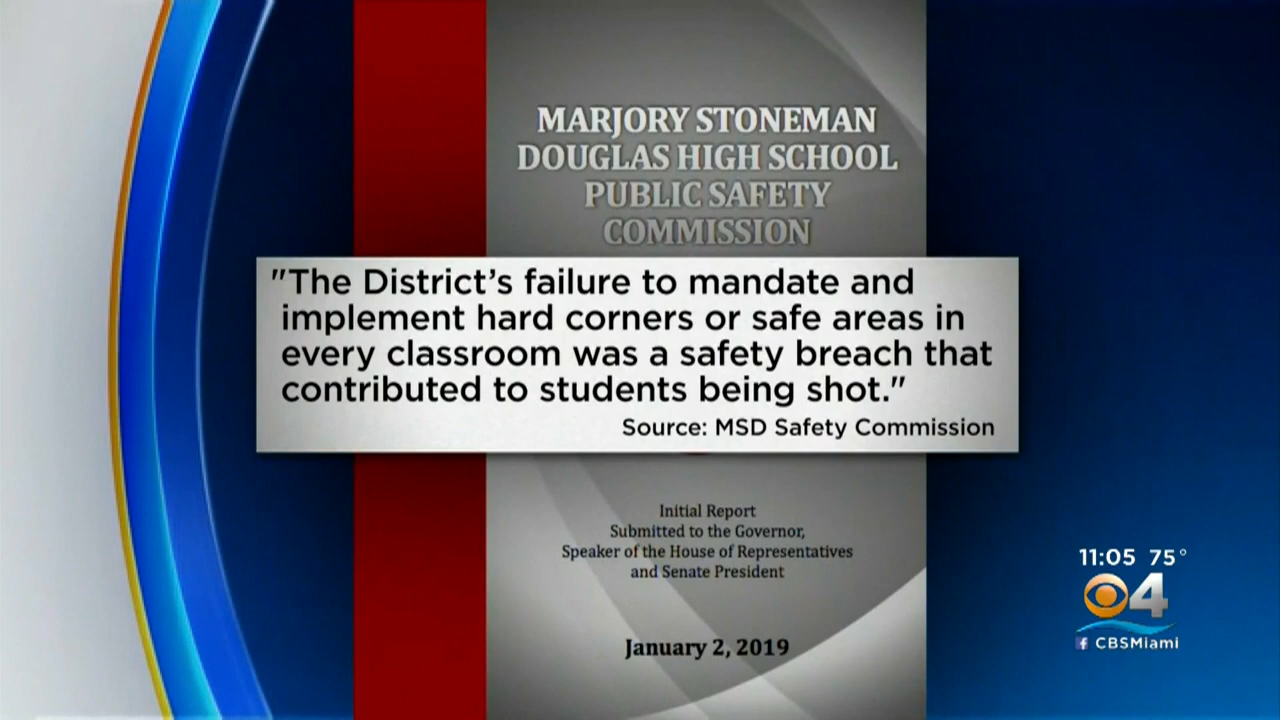 MARJORY STONEMAN
DOUGLAS HIGH SCHOOL
PUBLIC SAFETY
COMMISSION
"The District’s failure to mandate and
implement hard corners or safe areas in
every classroom was a safety breach that
contributed to students being shot."
Source: MSD Safety Commission
Initial Report
Submitted to the Governor,
Speaker of the House of Representatives
and Senate President
January 2, 2019
11:05 75°
4
f CBSMiami